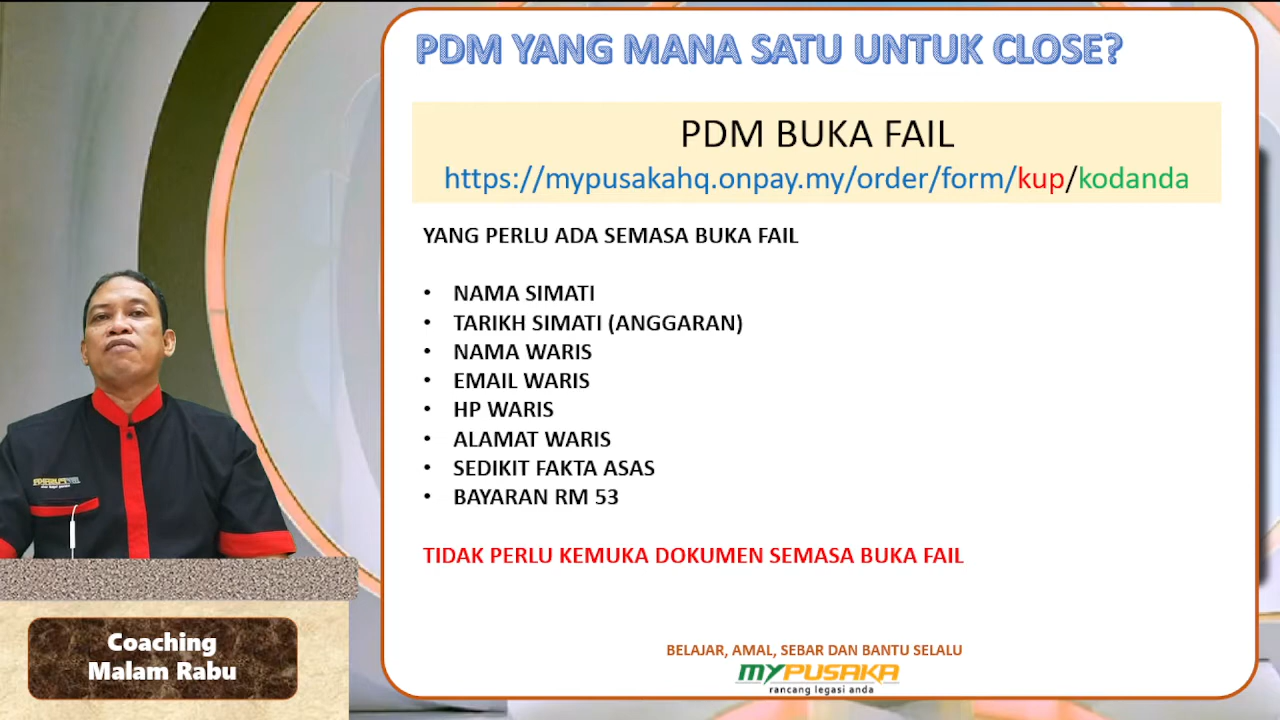 PDM YANG MANA SATU UNTUK CLOSE?
PDM BUKA FAIL
https://mypusakahq.onpay.my/order/form/kup/kodanda
YANG PERLU ADA SEMASA BUKA FAIL
• NAMA SIMATI
• TARIKH SIMATI (ANGGARAN)
• NAMA WARIS
• EMAIL WARIS
• HP WARIS
• ALAMAT WARIS
• SEDIKIT FAKTA ASAS
• BAYARAN RM 53
TIDAK PERLU KEMUKA DOKUMEN SEMASA BUKA FAIL
BELAJAR, AMAL, SEBAR DAN BANTU SELALU
MYPUSAKA
rancang legasi anda
Coaching
Malam Rabu